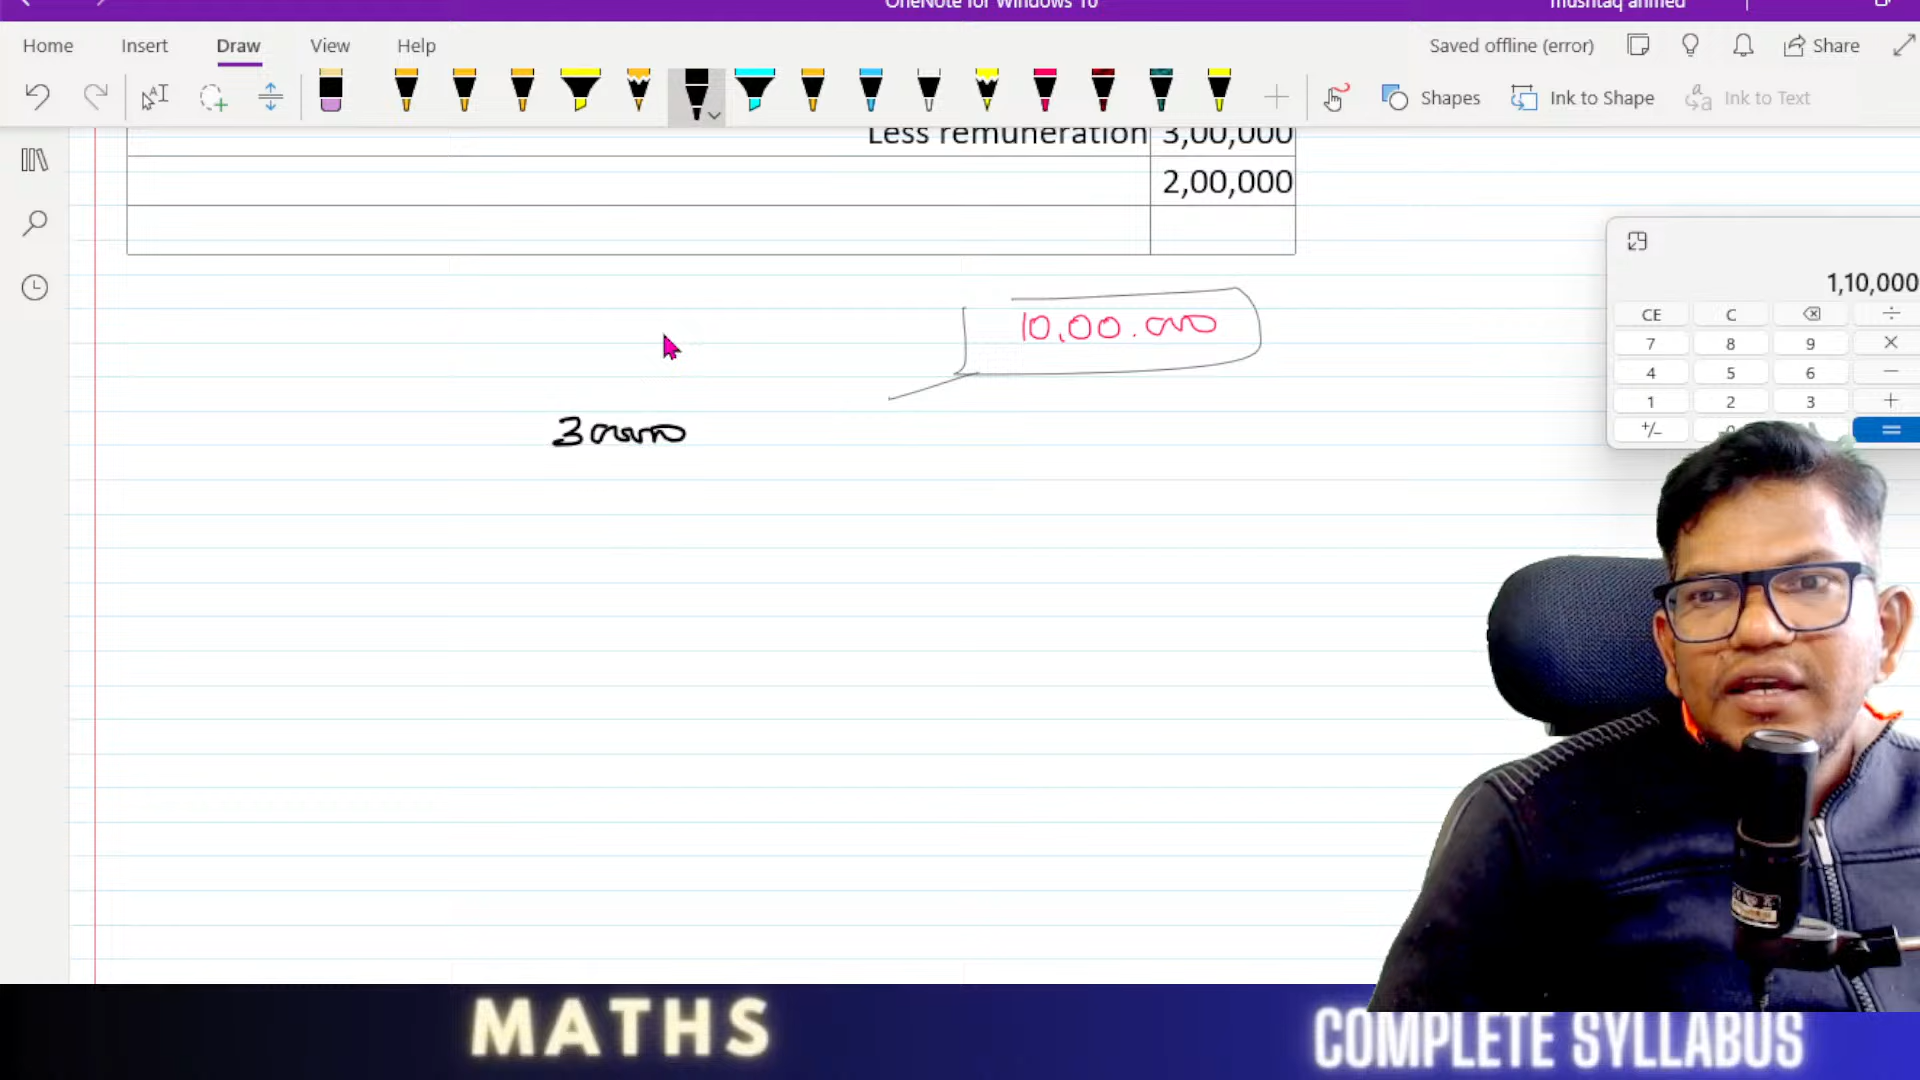 OneNote for Windows 10
mushtaq ahmed
Home Insert Draw View Help
Saved offline (error) Share
Shapes Ink to Shape Ink to Text
Less remuneration 3,00,000
2,00,000
10,00.000
1,10,000
CE C ÷
7 8 9 ×
4 5 6 −
1 2 3 +
+/− =
MATHS
COMPLETE SYLLABUS